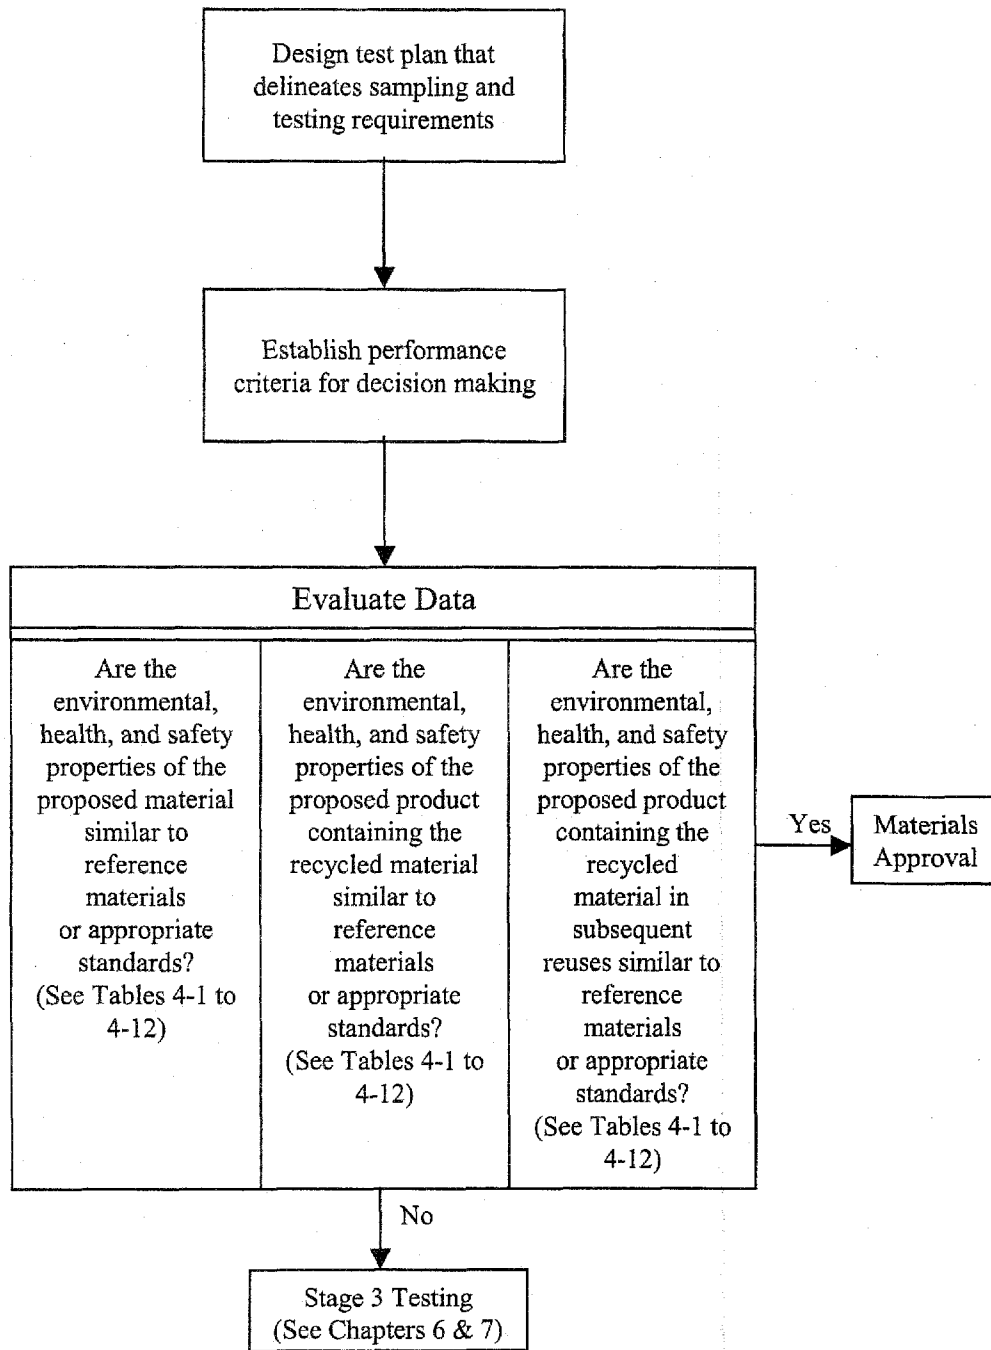 Design test plan that
delineates sampling and
testing requirements
Establish performance
criteria for decision making
Evaluate Data
Are the
environmental,
health, and safety
properties of the
proposed material
similar to
reference
materials
or appropriate
standards?
(See Tables 4-1 to
4-12)
Are the
environmental,
health, and safety
properties of the
proposed product
containing the
recycled material
similar to
reference
materials
or appropriate
standards?
(See Tables 4-1 to
4-12)
Are the
environmental,
health, and safety
properties of the
proposed product
containing the
recycled
material in
subsequent
reuses similar to
reference
materials
or appropriate
standards?
(See Tables 4-1 to
4-12)
Yes
Materials
Approval
No
Stage 3 Testing
(See Chapters 6 & 7)